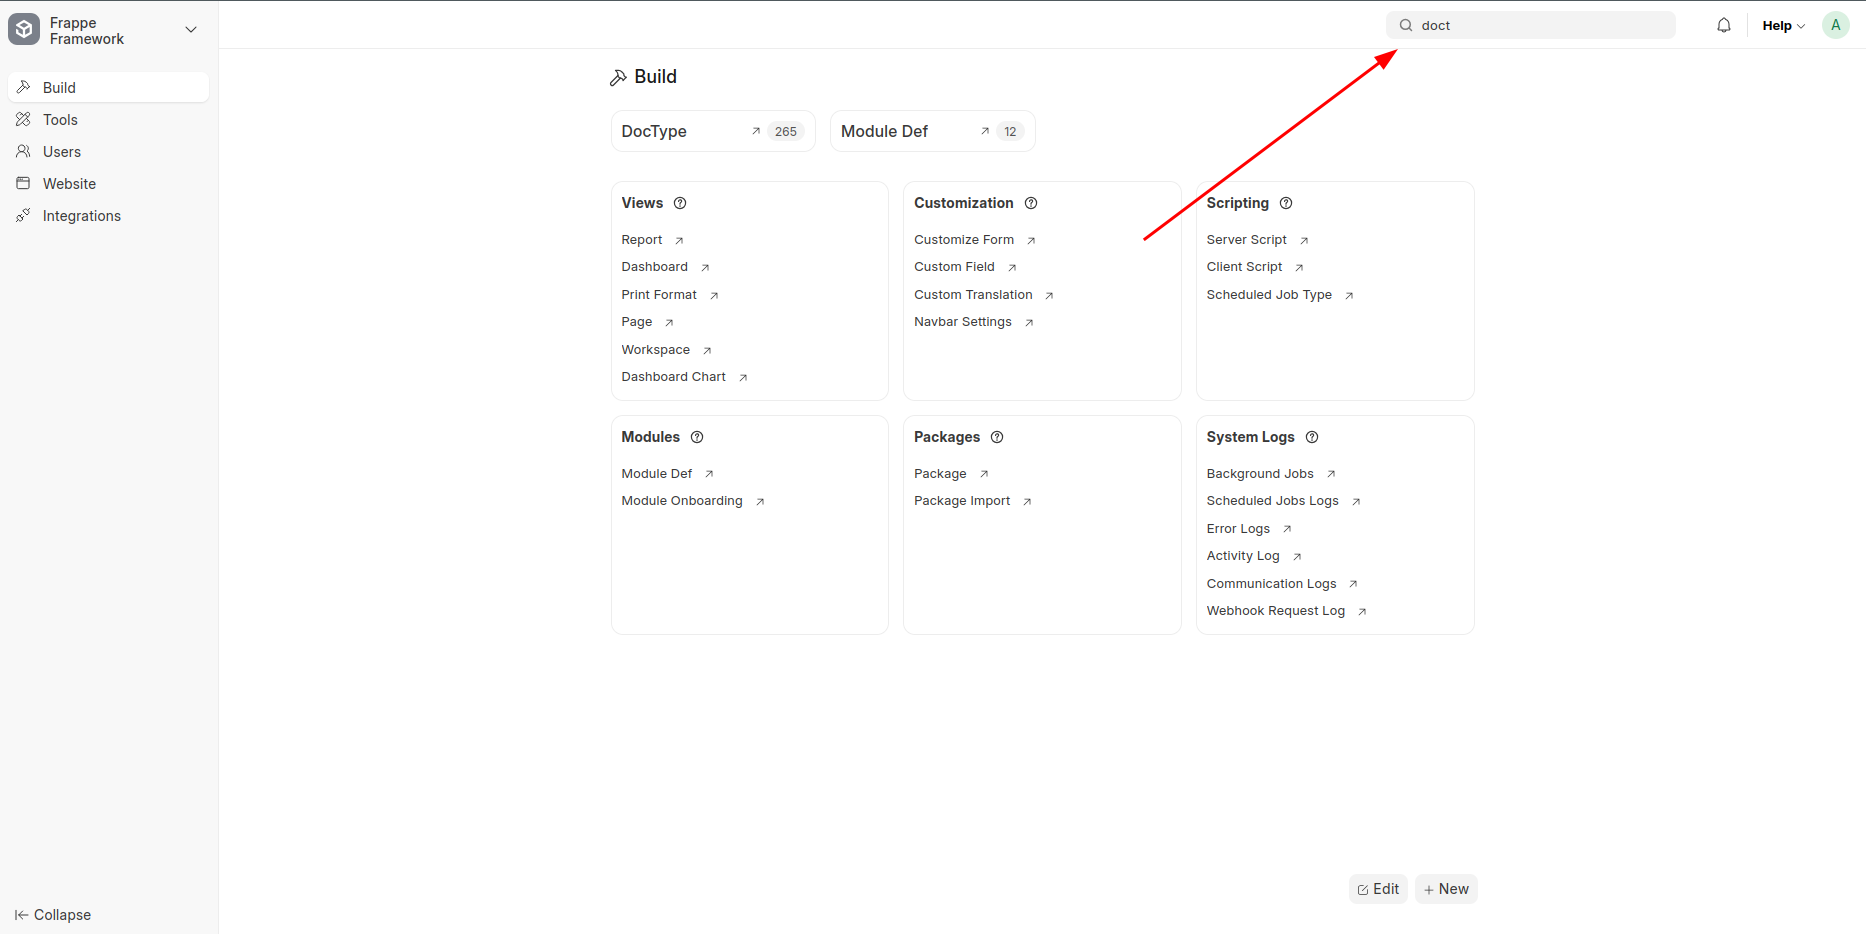 Frappe
Framework
doct
Help
A
Build
Tools
Users
Website
Integrations
Build
DocType 265
Module Def 12
Views
Report
Dashboard
Print Format
Page
Workspace
Dashboard Chart
Customization
Customize Form
Custom Field
Custom Translation
Navbar Settings
Scripting
Server Script
Client Script
Scheduled Job Type
Modules
Module Def
Module Onboarding
Packages
Package
Package Import
System Logs
Background Jobs
Scheduled Jobs Logs
Error Logs
Activity Log
Communication Logs
Webhook Request Log
Edit
New
Collapse